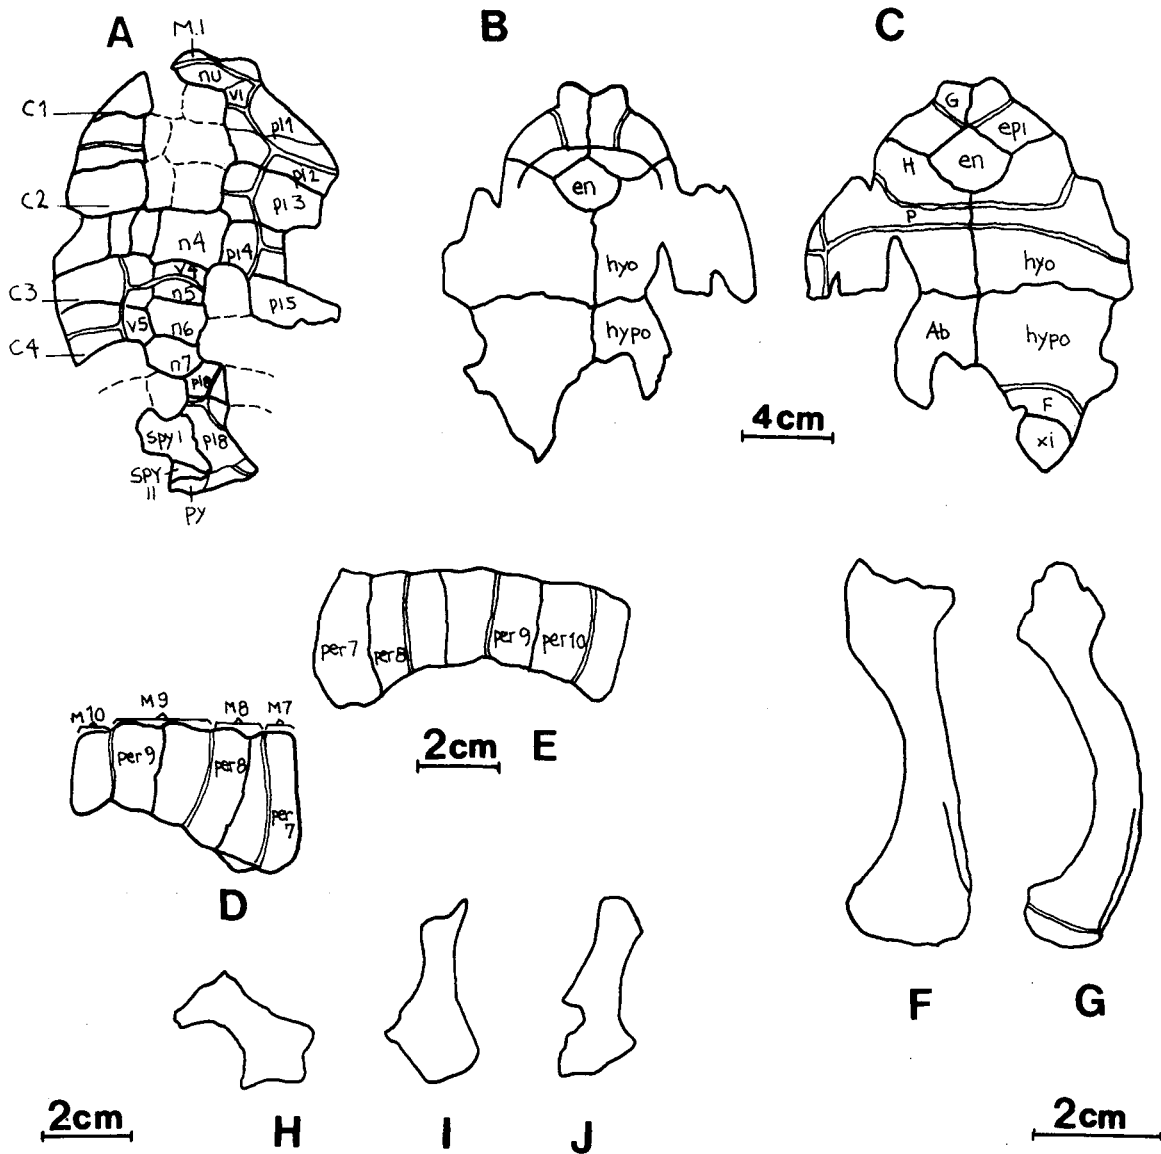 A
B
C
M.1
nu
v1
C1
pl1
pl2
C2
pl3
n4
pl4
v4
C3
n5
pl5
v5
n6
C4
n7
pl8
spy I
SPY
II
py
en
hyo
hypo
G
epi
H
en
P
hyo
Ab
hypo
F
xi
4cm
per7
per8
per9
per10
2cm
E
M10
M9
M8
M7
per9
per8
per
7
D
F
G
2cm
H
I
J
2cm